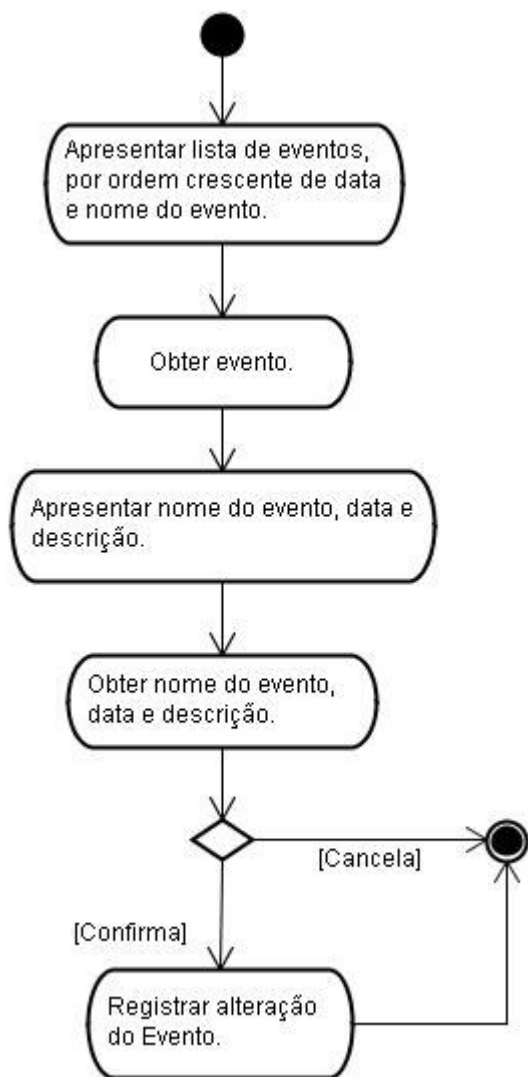 Apresentar lista de eventos,
por ordem crescente de data
e nome do evento.
Obter evento.
Apresentar nome do evento, data e
descrição.
Obter nome do evento,
data e descrição.
[Cancela]
[Confirma]
Registrar alteração
do Evento.